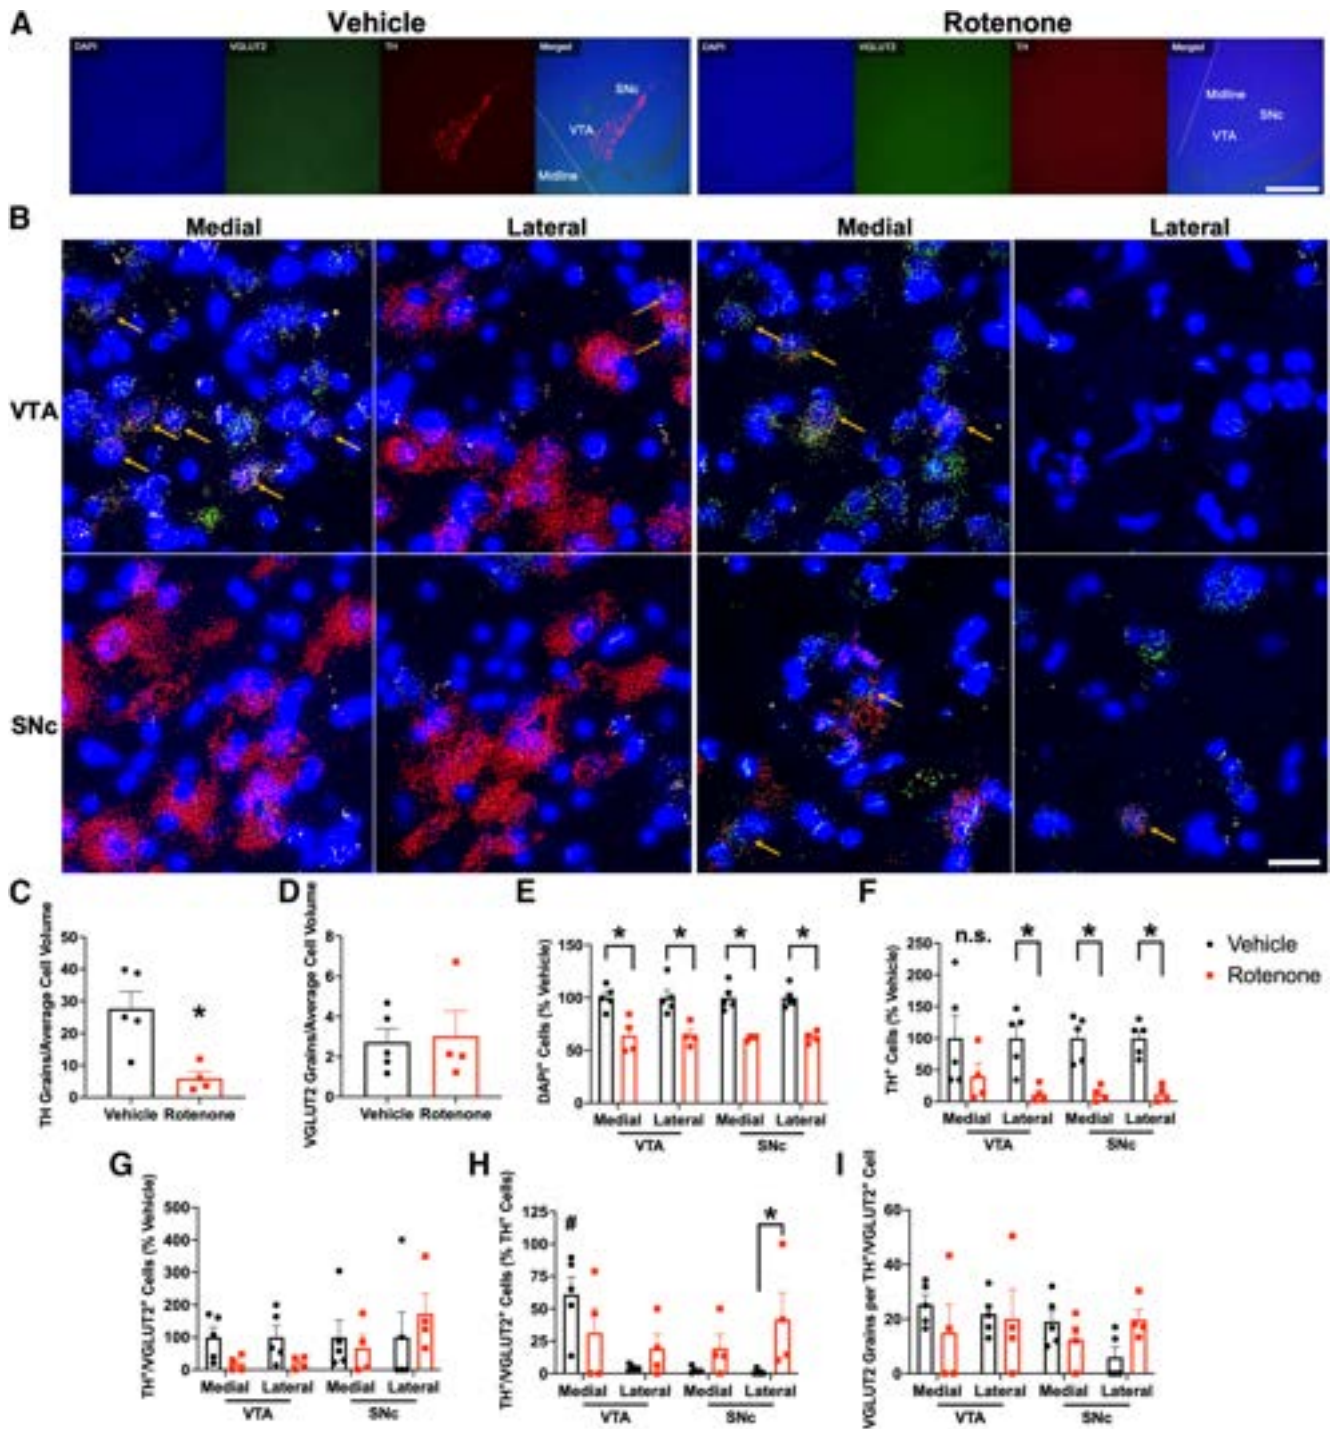 A
Vehicle
Rotenone
DAPI
VGLUT2
TH
Merged
SNc
VTA
Midline
DAPI
VGLUT2
TH
Merged
Midline
SNc
VTA
B
Medial
Lateral
Medial
Lateral
VTA
SNc
C
TH Grains/Average Cell Volume
50
40
30
20
10
0
Vehicle
Rotenone
*
D
VGLUT2 Grains/Average Cell Volume
8
6
4
2
0
Vehicle
Rotenone
E
DAPI⁺ Cells (% Vehicle)
150
100
50
0
* * * *
Medial Lateral Medial Lateral
VTA SNc
F
TH⁺ Cells (% Vehicle)
250
200
150
100
50
0
n.s. * * *
Medial Lateral Medial Lateral
VTA SNc
Vehicle
Rotenone
G
TH⁺/VGLUT2⁺ Cells (% Vehicle)
500
400
300
200
100
0
Medial Lateral Medial Lateral
VTA SNc
H
TH⁺/VGLUT2⁺ Cells (% TH⁺ Cells)
125
100
75
50
25
0
# *
Medial Lateral Medial Lateral
VTA SNc
I
VGLUT2 Grains per TH⁺/VGLUT2⁺ Cell
60
40
20
0
Medial Lateral Medial Lateral
VTA SNc